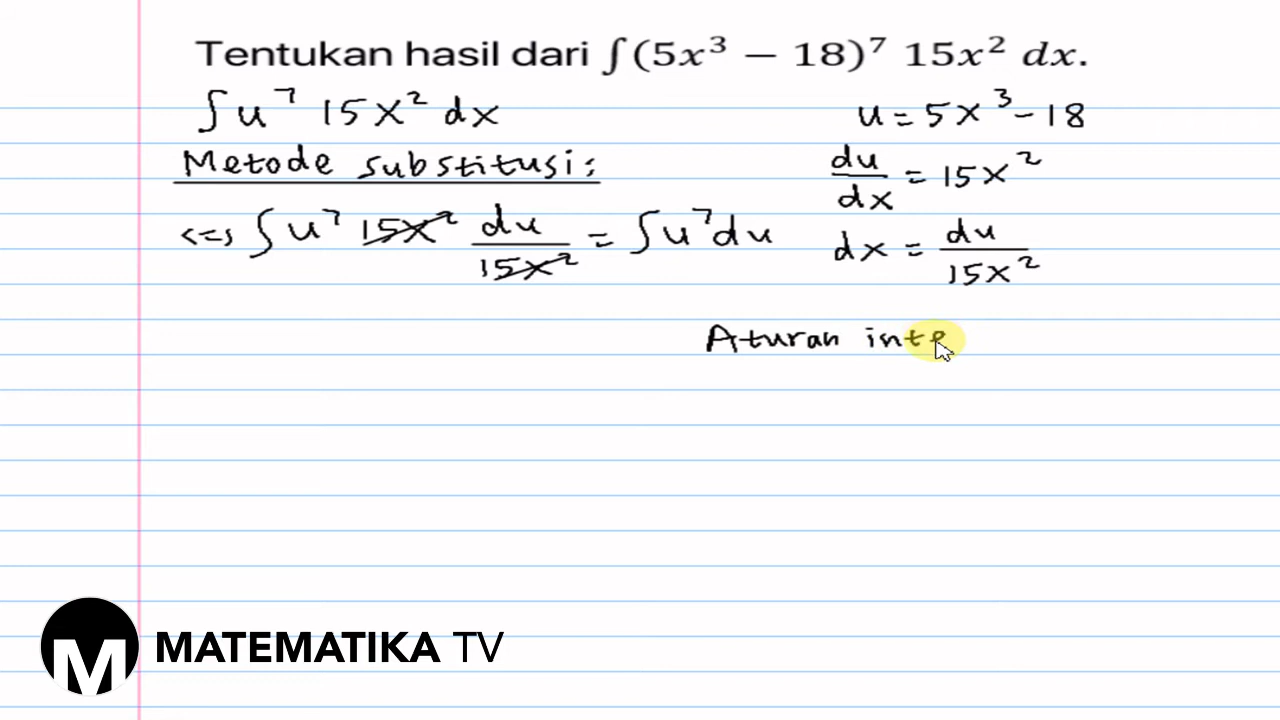 Tentukan hasil dari ∫(5x³ − 18)⁷ 15x² dx.
∫u⁷ 15x² dx
u = 5x³ - 18
Metode substitusi:
du/dx = 15x²
<=> ∫u⁷ 15x² du/15x² = ∫u⁷ du
dx = du/15x²
Aturan inte
MATEMATIKA TV